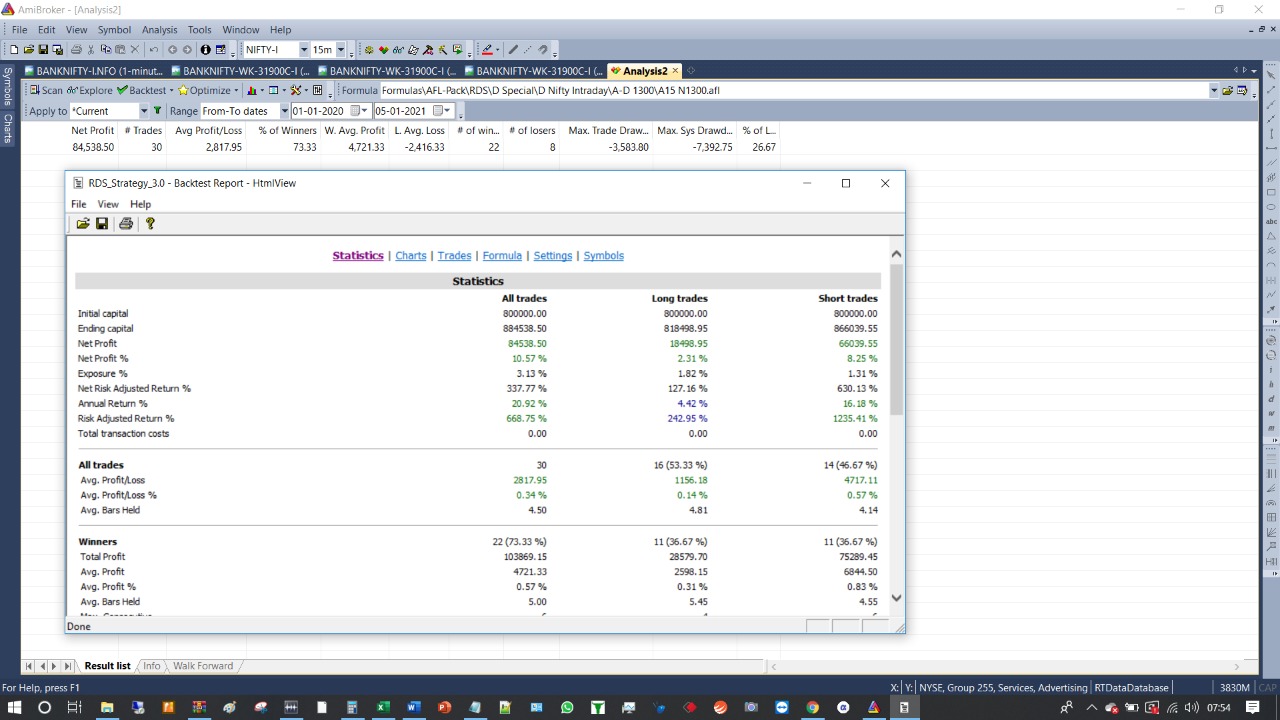 AmiBroker - [Analysis2]
File Edit View Symbol Analysis Tools Window Help
NIFTY-I 15m
BANKNIFTY-I.NFO (1-minut... BANKNIFTY-WK-31900C-I (... BANKNIFTY-WK-31900C-I (... BANKNIFTY-WK-31900C-I (... Analysis2
Scan Explore Backtest Optimize Formula Formulas\AFL-Pack\RDS\D Special\D Nifty Intraday\A-D 1300\A15 N1300.afl
Apply to *Current Range From-To dates 01-01-2020 05-01-2021
Symbols
Charts
Net Profit # Trades Avg Profit/Loss % of Winners W. Avg. Profit L. Avg. Loss # of win... # of losers Max. Trade Draw... Max. Sys Drawd... % of L...
84,538.50 30 2,817.95 73.33 4,721.33 -2,416.33 22 8 -3,583.80 -7,392.75 26.67
RDS_Strategy_3.0 - Backtest Report - HtmlView
File View Help
Statistics | Charts | Trades | Formula | Settings | Symbols
Statistics
All trades Long trades Short trades
Initial capital 800000.00 800000.00 800000.00
Ending capital 884538.50 818498.95 866039.55
Net Profit 84538.50 18498.95 66039.55
Net Profit % 10.57 % 2.31 % 8.25 %
Exposure % 3.13 % 1.82 % 1.31 %
Net Risk Adjusted Return % 337.77 % 127.16 % 630.13 %
Annual Return % 20.92 % 4.42 % 16.18 %
Risk Adjusted Return % 668.75 % 242.95 % 1235.41 %
Total transaction costs 0.00 0.00 0.00
All trades 30 16 (53.33 %) 14 (46.67 %)
Avg. Profit/Loss 2817.95 1156.18 4717.11
Avg. Profit/Loss % 0.34 % 0.14 % 0.57 %
Avg. Bars Held 4.50 4.81 4.14
Winners 22 (73.33 %) 11 (36.67 %) 11 (36.67 %)
Total Profit 103869.15 28579.70 75289.45
Avg. Profit 4721.33 2598.15 6844.50
Avg. Profit % 0.57 % 0.31 % 0.83 %
Avg. Bars Held 5.00 5.45 4.55
Done
abc
Result list Info Walk Forward
For Help, press F1 X: Y: NYSE, Group 255, Services, Advertising RTDataDatabase 3830M CAP
07:54